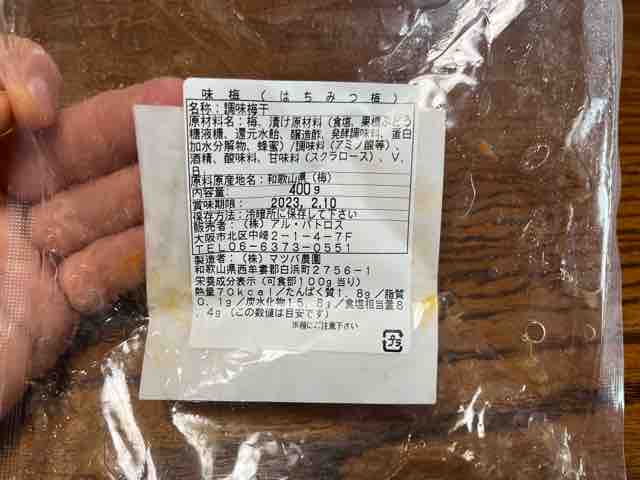 味梅(はちみつ梅)
名称:調味梅干
原材料名:梅、漬け原材料(食塩、果糖ぶどう
糖液糖、還元水飴、醸造酢、発酵調味料、蛋白
加水分解物、蜂蜜)/調味料(アミノ酸等)、
酒精、酸味料、甘味料(スクラロース)、V.
B
原料原産地名:和歌山県(梅)
内容量: 400g
賞味期限: 2023.2.10
保存方法:冷暗所に保存して下さい
販売者:(株)アル・バトロス
大阪市北区中崎2-1-4-7F
TEL06-6373-0551
製造者:(株)マツバ農園
和歌山県西牟婁郡白浜町2756-1
栄養成分表示(可食部100g当り)
熱量70kcal/たんぱく質1.8g/脂質
0.1g/炭水化物15.8g/食塩相当量8
.4g(この数値は目安です)
※種にご注意下さい
プラ